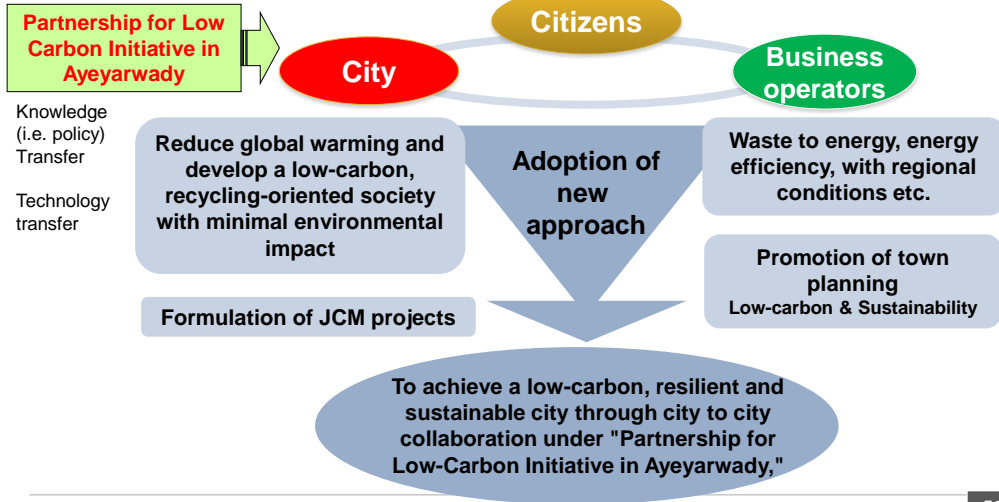 Partnership for Low
Carbon Initiative in
Ayeyarwady
Citizens
City
Business
operators
Knowledge
(i.e. policy)
Transfer
Technology
transfer
Reduce global warming and
develop a low-carbon,
recycling-oriented society
with minimal environmental
impact
Adoption of
new
approach
Waste to energy, energy
efficiency, with regional
conditions etc.
Formulation of JCM projects
Promotion of town
planning
Low-carbon & Sustainability
To achieve a low-carbon, resilient and
sustainable city through city to city
collaboration under "Partnership for
Low-Carbon Initiative in Ayeyarwady,"